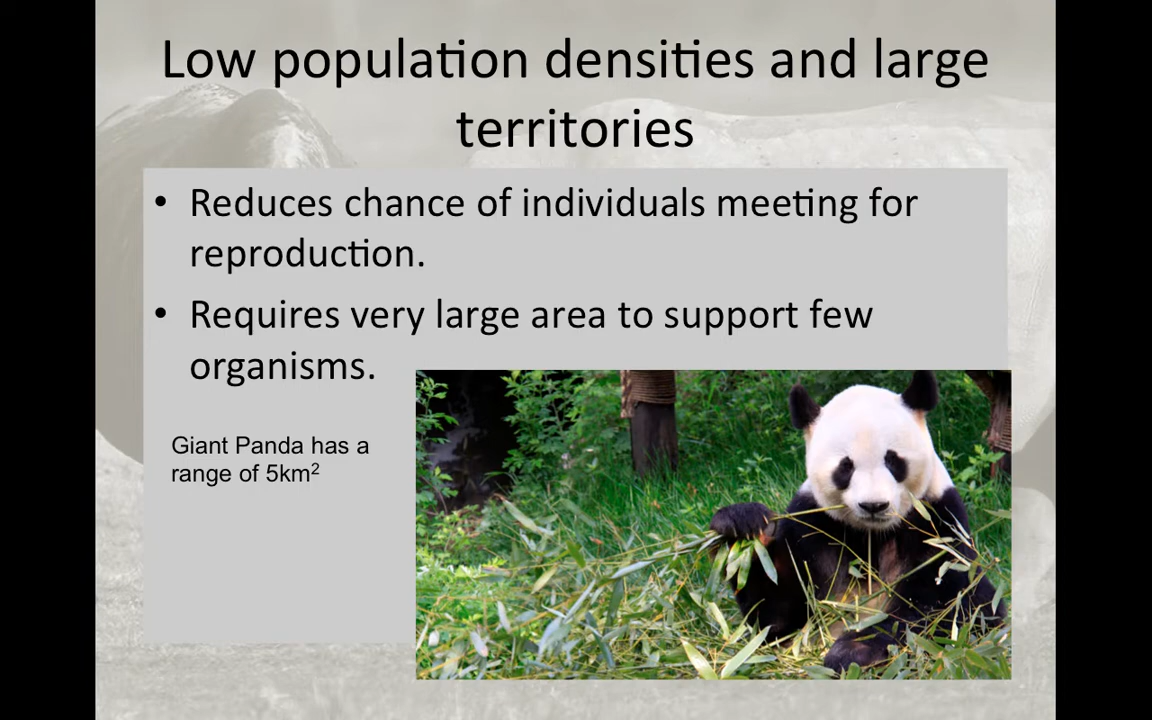 Low population densities and large
territories
• Reduces chance of individuals meeting for
reproduction.
• Requires very large area to support few
organisms.
Giant Panda has a
range of 5km²